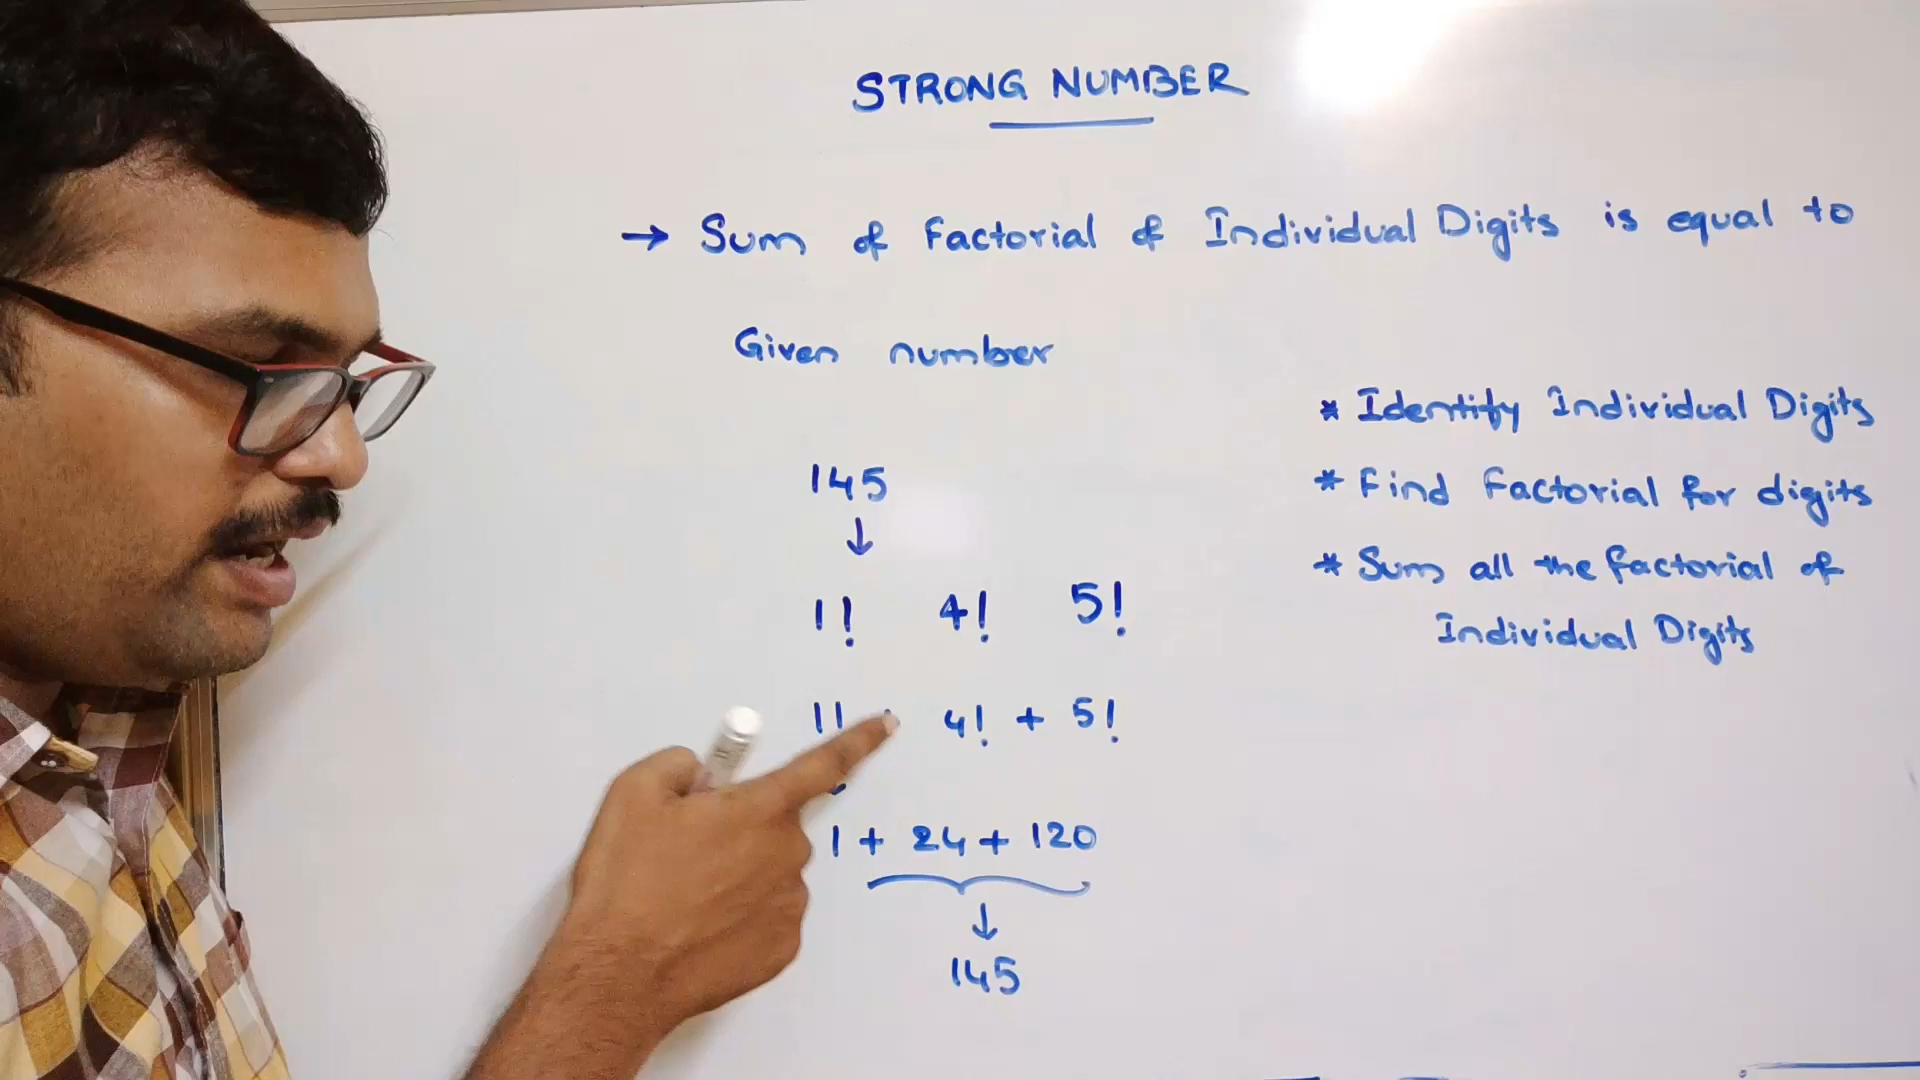 STRONG NUMBER
→ Sum of Factorial of Individual Digits is equal to
Given number
145
↓
1! 4! 5!
1! + 4! + 5!
1 + 24 + 120
↓
145
* Identify Individual Digits
* Find Factorial for digits
* Sum all the factorial of
Individual Digits